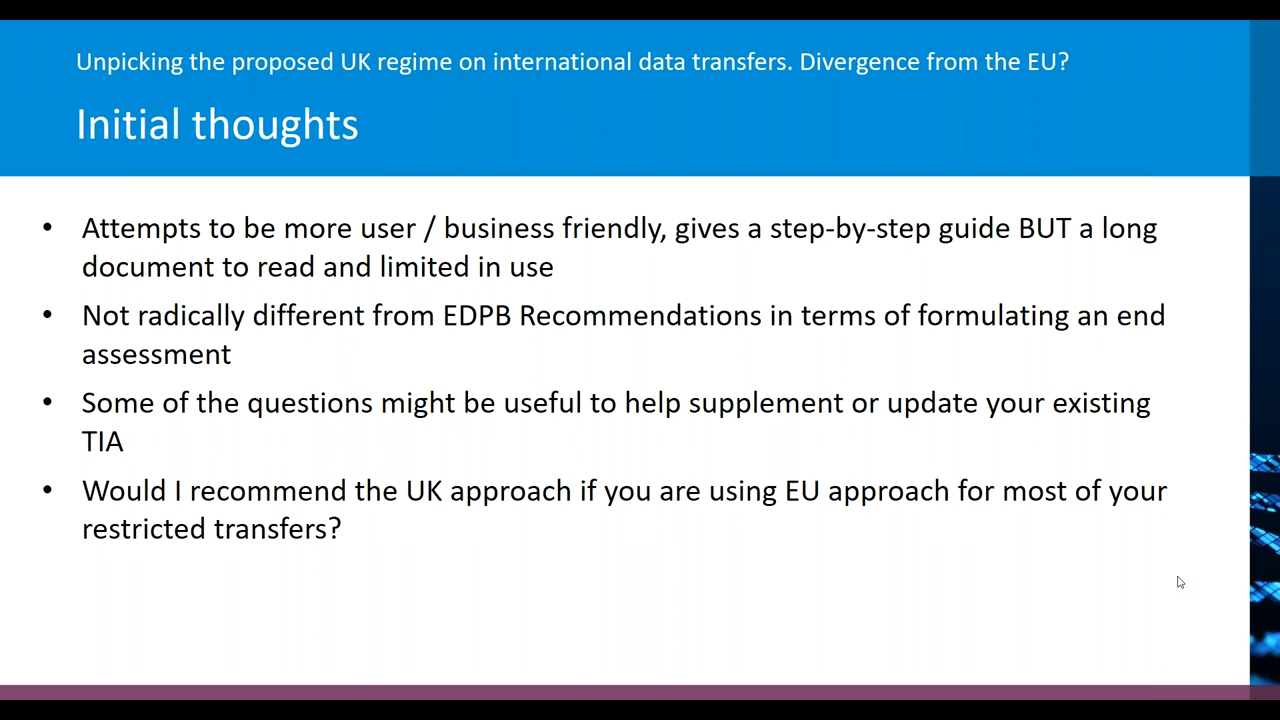 Unpicking the proposed UK regime on international data transfers. Divergence from the EU?
Initial thoughts
• Attempts to be more user / business friendly, gives a step-by-step guide BUT a long
document to read and limited in use
• Not radically different from EDPB Recommendations in terms of formulating an end
assessment
• Some of the questions might be useful to help supplement or update your existing
TIA
• Would I recommend the UK approach if you are using EU approach for most of your
restricted transfers?